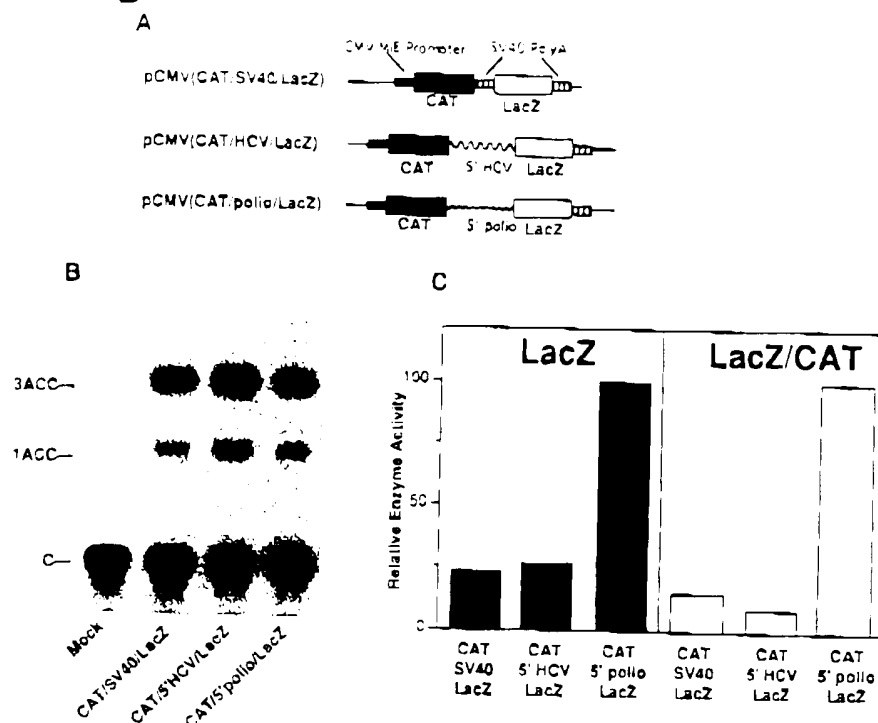 A
CMV MIE Promoter SV40 PolyA
pCMV(CAT/SV40/LacZ)
CAT LacZ
pCMV(CAT/HCV/LacZ)
CAT 5' HCV LacZ
pCMV(CAT/polio/LacZ)
CAT 5' polio LacZ
B
3ACC
1ACC
C
Mock
CAT/SV40/LacZ
CAT/5'HCV/LacZ
CAT/5'polio/LacZ
C
LacZ LacZ/CAT
Relative Enzyme Activity
100
50
0
CAT CAT CAT CAT CAT CAT
SV40 5' HCV 5' polio SV40 5' HCV 5' polio
LacZ LacZ LacZ LacZ LacZ LacZ